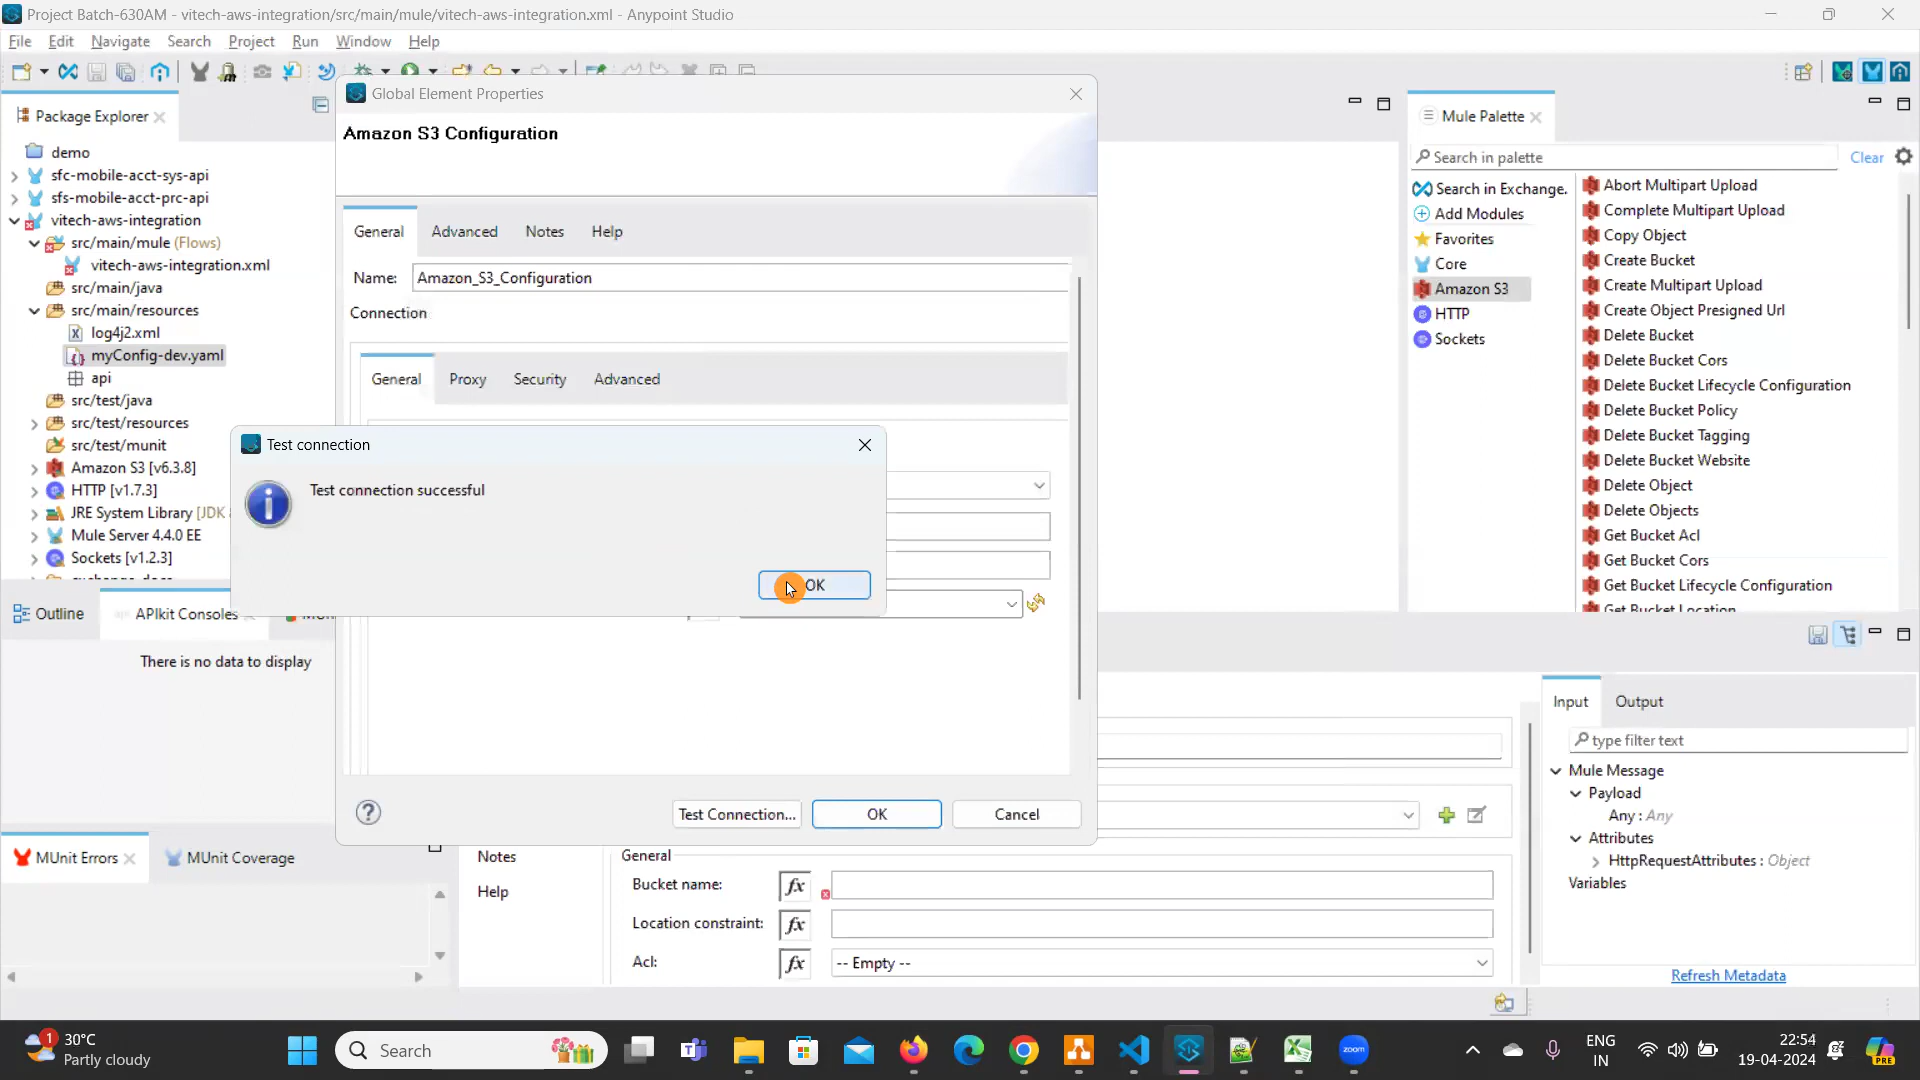 Project Batch-630AM - vitech-aws-integration/src/main/mule/vitech-aws-integration.xml - Anypoint Studio
File Edit Navigate Search Project Run Window Help
Package Explorer
demo
sfc-mobile-acct-sys-api
sfs-mobile-acct-prc-api
vitech-aws-integration
src/main/mule (Flows)
vitech-aws-integration.xml
src/main/java
src/main/resources
log4j2.xml
myConfig-dev.yaml
api
src/test/java
src/test/resources
src/test/munit
Amazon S3 [v6.3.8]
HTTP [v1.7.3]
JRE System Library [JDK
Mule Server 4.4.0 EE
Sockets [v1.2.3]
Global Element Properties
Amazon S3 Configuration
General Advanced Notes Help
Name: Amazon_S3_Configuration
Connection
General Proxy Security Advanced
Test connection
Test connection successful
OK
Test Connection... OK Cancel
Mule Palette
Search in palette Clear
Search in Exchange.
Add Modules
Favorites
Core
Amazon S3
HTTP
Sockets
Abort Multipart Upload
Complete Multipart Upload
Copy Object
Create Bucket
Create Multipart Upload
Create Object Presigned Url
Delete Bucket
Delete Bucket Cors
Delete Bucket Lifecycle Configuration
Delete Bucket Policy
Delete Bucket Tagging
Delete Bucket Website
Delete Object
Delete Objects
Get Bucket Acl
Get Bucket Cors
Get Bucket Lifecycle Configuration
Get Bucket Location
Outline APIkit Consoles
There is no data to display
MUnit Errors MUnit Coverage
Notes
Help
General
Bucket name: fx
Location constraint: fx
Acl: fx -- Empty --
Input Output
type filter text
Mule Message
Payload
Any : Any
Attributes
HttpRequestAttributes : Object
Variables
Refresh Metadata
1
30°C
Partly cloudy
Search
zoom
ENG
IN
22:54
19-04-2024
PRE